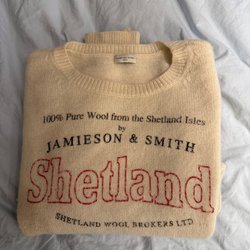 100% Pure Wool from the Shetland Isles
by
JAMIESON & SMITH
Shetland
SHETLAND WOOL BROKERS LTD